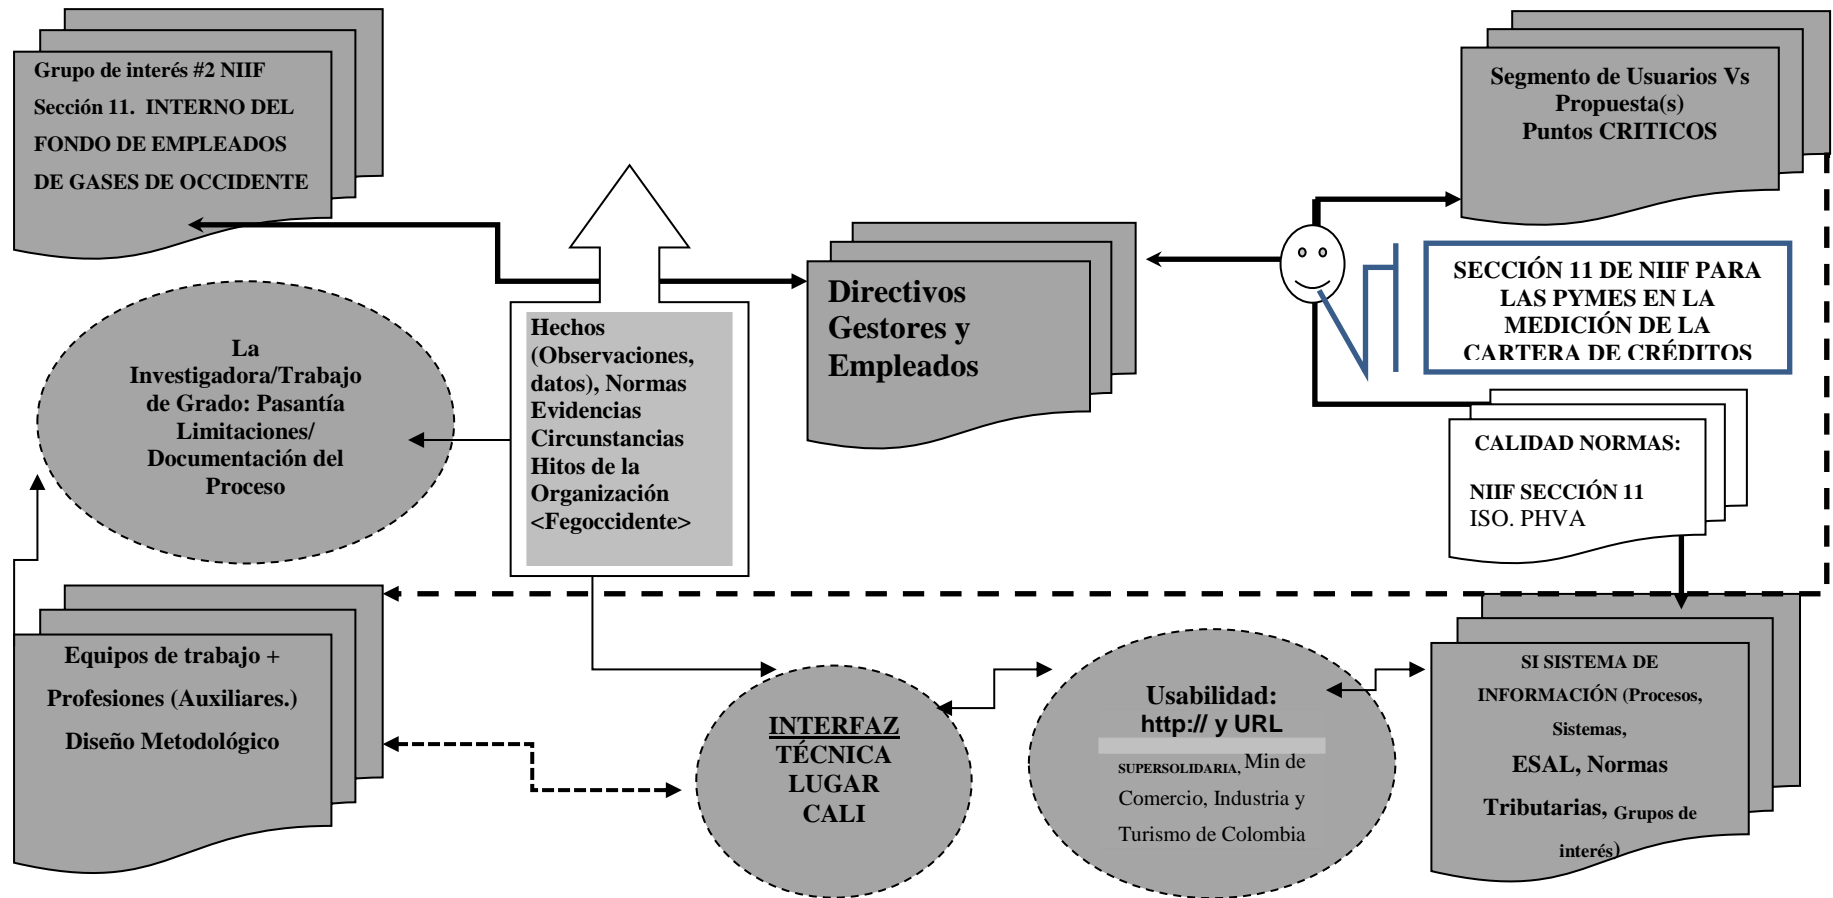 Grupo de interés #2 NIIF
Sección 11. INTERNO DEL
FONDO DE EMPLEADOS
DE GASES DE OCCIDENTE
Segmento de Usuarios Vs
Propuesta(s)
Puntos CRITICOS
SECCIÓN 11 DE NIIF PARA
LAS PYMES EN LA
MEDICIÓN DE LA
CARTERA DE CRÉDITOS
Directivos
Gestores y
Empleados
Hechos
(Observaciones,
datos), Normas
Evidencias
Circunstancias
Hitos de la
Organización
<Fegoccidente>
La
Investigadora/Trabajo
de Grado: Pasantía
Limitaciones/
Documentación del
Proceso
CALIDAD NORMAS:
NIIF SECCIÓN 11
ISO. PHVA
Equipos de trabajo +
Profesiones (Auxiliares.)
Diseño Metodológico
INTERFAZ
TÉCNICA
LUGAR
CALI
Usabilidad:
http:// y URL
SUPERSOLIDARIA, Min de
Comercio, Industria y
Turismo de Colombia
SI SISTEMA DE
INFORMACIÓN (Procesos,
Sistemas,
ESAL, Normas
Tributarias, Grupos de
interés)